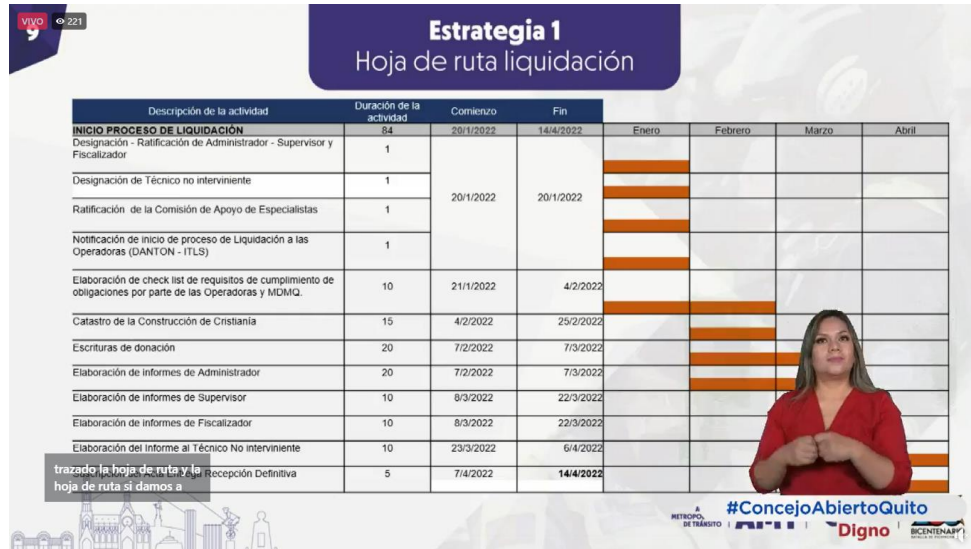 VIVO 221
9
Estrategia 1
Hoja de ruta liquidación
Descripción de la actividad Duración de la actividad Comienzo Fin
INICIO PROCESO DE LIQUIDACIÓN 84 20/1/2022 14/4/2022 Enero Febrero Marzo Abril
Designación - Ratificación de Administrador - Supervisor y
Fiscalizador 1
Designación de Técnico no interviniente 1
20/1/2022 20/1/2022
Ratificación de la Comisión de Apoyo de Especialistas 1
Notificación de inicio de proceso de Liquidación a las
Operadoras (DANTON - ITLS) 1
Elaboración de check list de requisitos de cumplimiento de
obligaciones por parte de las Operadoras y MDMQ. 10 21/1/2022 4/2/2022
Catastro de la Construcción de Cristianía 15 4/2/2022 25/2/2022
Escrituras de donación 20 7/2/2022 7/3/2022
Elaboración de informes de Administrador 20 7/2/2022 7/3/2022
Elaboración de informes de Supervisor 10 8/3/2022 22/3/2022
Elaboración de informes de Fiscalizador 10 8/3/2022 22/3/2022
Elaboración del Informe al Técnico No interviniente 10 23/3/2022 6/4/2022
Recepción Definitiva 5 7/4/2022 14/4/2022
trazado la hoja de ruta y la
hoja de ruta si damos a
#ConcejoAbiertoQuito
DE TRÁNSITO
Digno
BICENTENARIO